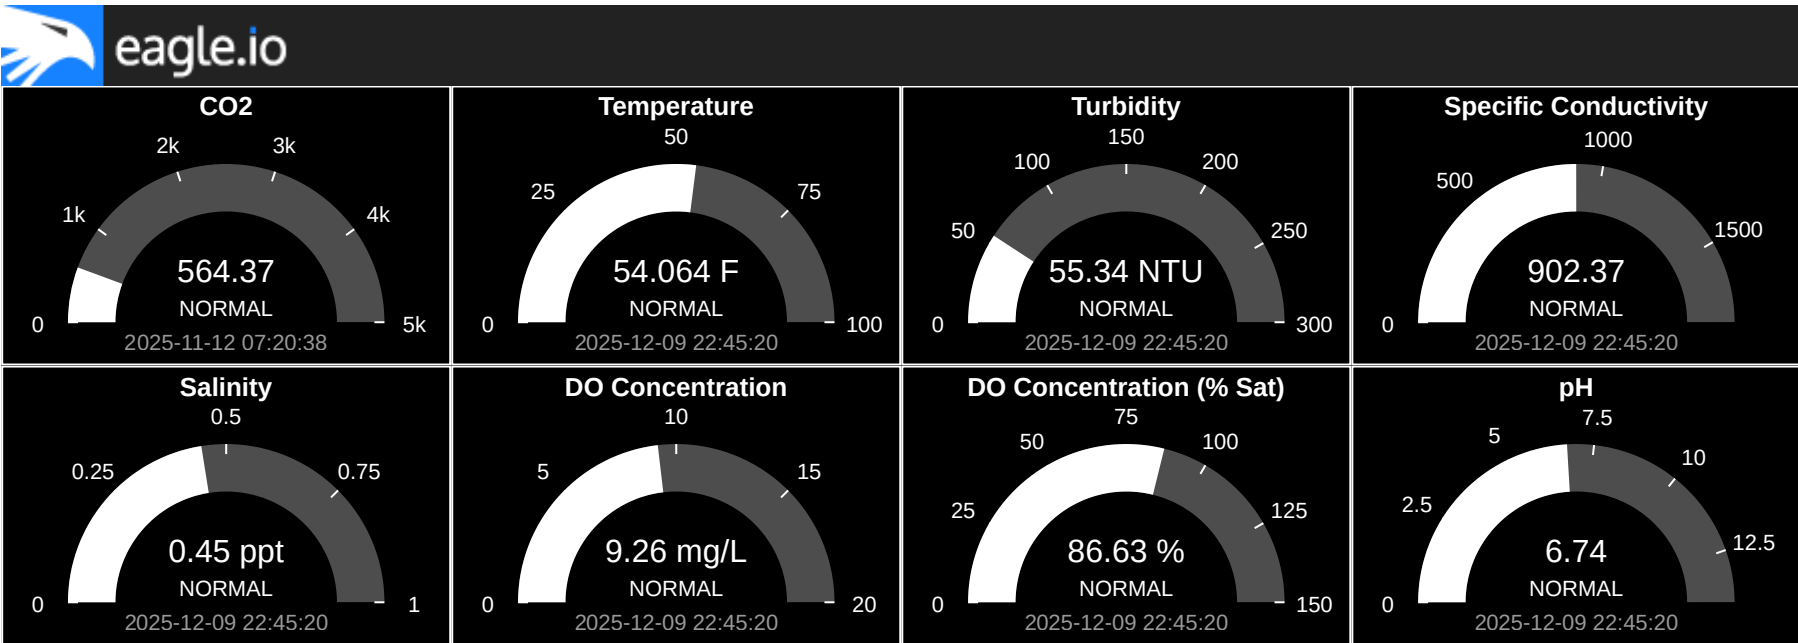 eagle.io
CO2
2k
3k
1k
4k
0
5k
564.37
NORMAL
2025-11-12 07:20:38
Temperature
50
25
75
0
100
54.064 F
NORMAL
2025-12-09 22:45:20
Turbidity
150
100
200
50
250
0
300
55.34 NTU
NORMAL
2025-12-09 22:45:20
Specific Conductivity
1000
500
1500
0
902.37
NORMAL
2025-12-09 22:45:20
Salinity
0.5
0.25
0.75
0
1
0.45 ppt
NORMAL
2025-12-09 22:45:20
DO Concentration
10
5
15
0
20
9.26 mg/L
NORMAL
2025-12-09 22:45:20
DO Concentration (% Sat)
75
50
100
25
125
0
150
86.63 %
NORMAL
2025-12-09 22:45:20
pH
7.5
5
10
2.5
12.5
0
6.74
NORMAL
2025-12-09 22:45:20